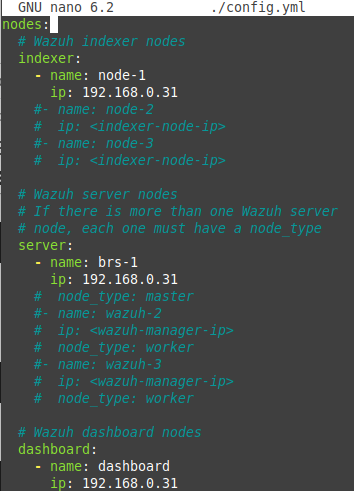 GNU nano 6.2 ./config.yml
nodes:
# Wazuh indexer nodes
indexer:
- name: node-1
ip: 192.168.0.31
#- name: node-2
#  ip: <indexer-node-ip>
#- name: node-3
#  ip: <indexer-node-ip>
# Wazuh server nodes
# If there is more than one Wazuh server
# node, each one must have a node_type
server:
- name: brs-1
ip: 192.168.0.31
#  node_type: master
#- name: wazuh-2
#  ip: <wazuh-manager-ip>
#  node_type: worker
#- name: wazuh-3
#  ip: <wazuh-manager-ip>
#  node_type: worker
# Wazuh dashboard nodes
dashboard:
- name: dashboard
ip: 192.168.0.31